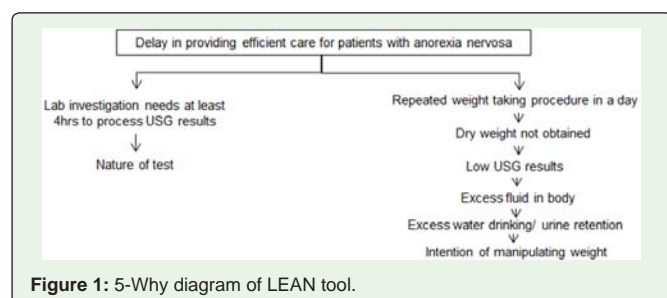 Delay in providing efficient care for patients with anorexia nervosa
Lab investigation needs at least
4hrs to process USG results
Nature of test
Repeated weight taking procedure in a day
Dry weight not obtained
Low USG results
Excess fluid in body
Excess water drinking/ urine retention
Intention of manipulating weight
Figure 1: 5-Why diagram of LEAN tool.